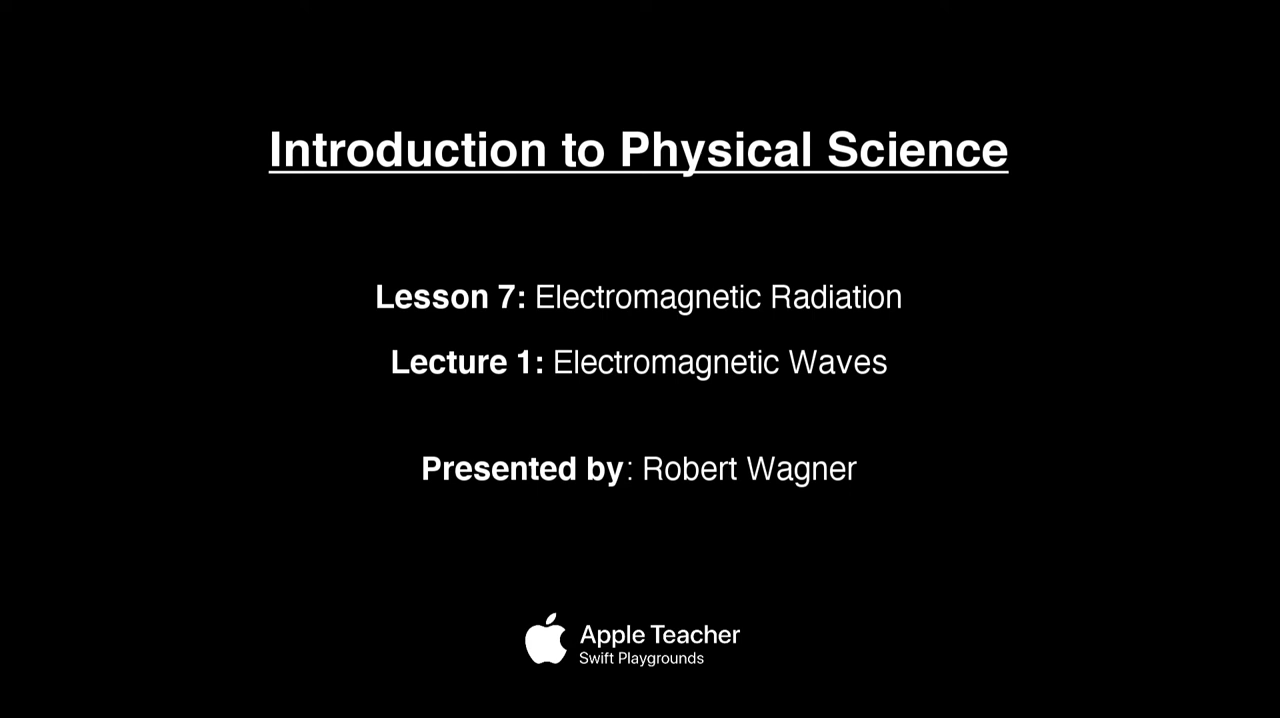 Introduction to Physical Science
Lesson 7: Electromagnetic Radiation
Lecture 1: Electromagnetic Waves
Presented by: Robert Wagner
Apple Teacher
Swift Playgrounds